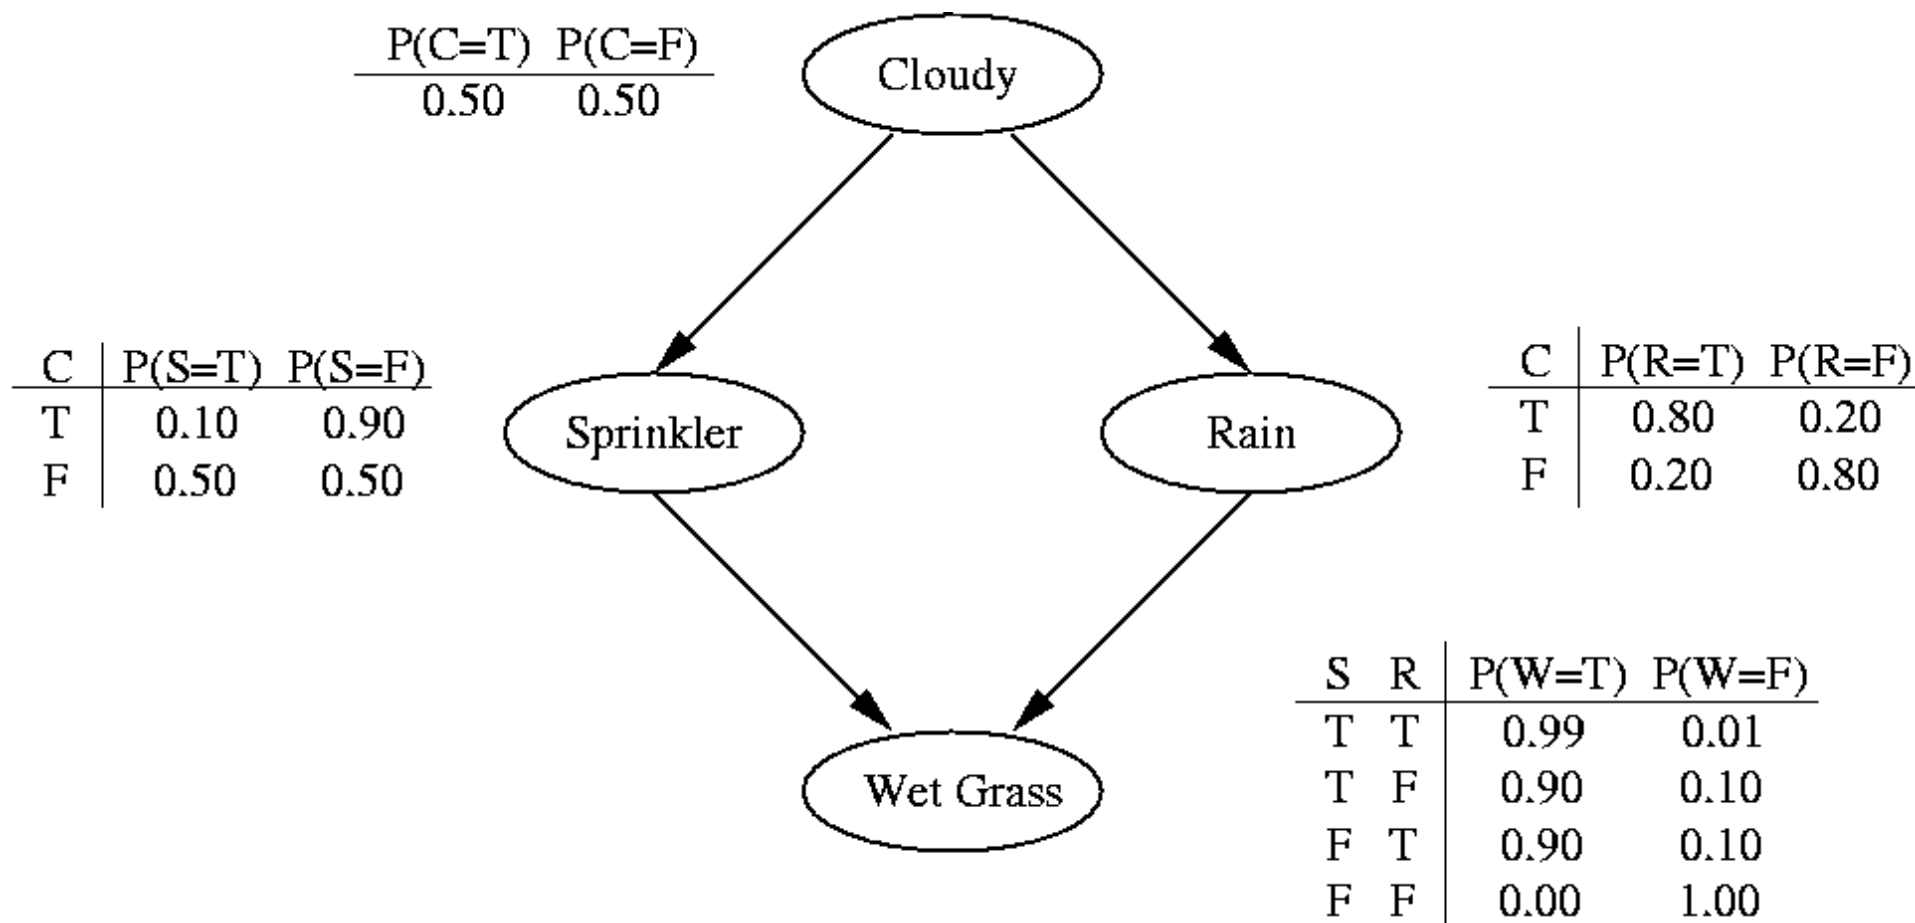 P(C=T) P(C=F)
0.50 0.50
Cloudy
C P(S=T) P(S=F)
T 0.10 0.90
F 0.50 0.50
Sprinkler
Rain
C P(R=T) P(R=F)
T 0.80 0.20
F 0.20 0.80
Wet Grass
S R P(W=T) P(W=F)
T T 0.99 0.01
T F 0.90 0.10
F T 0.90 0.10
F F 0.00 1.00